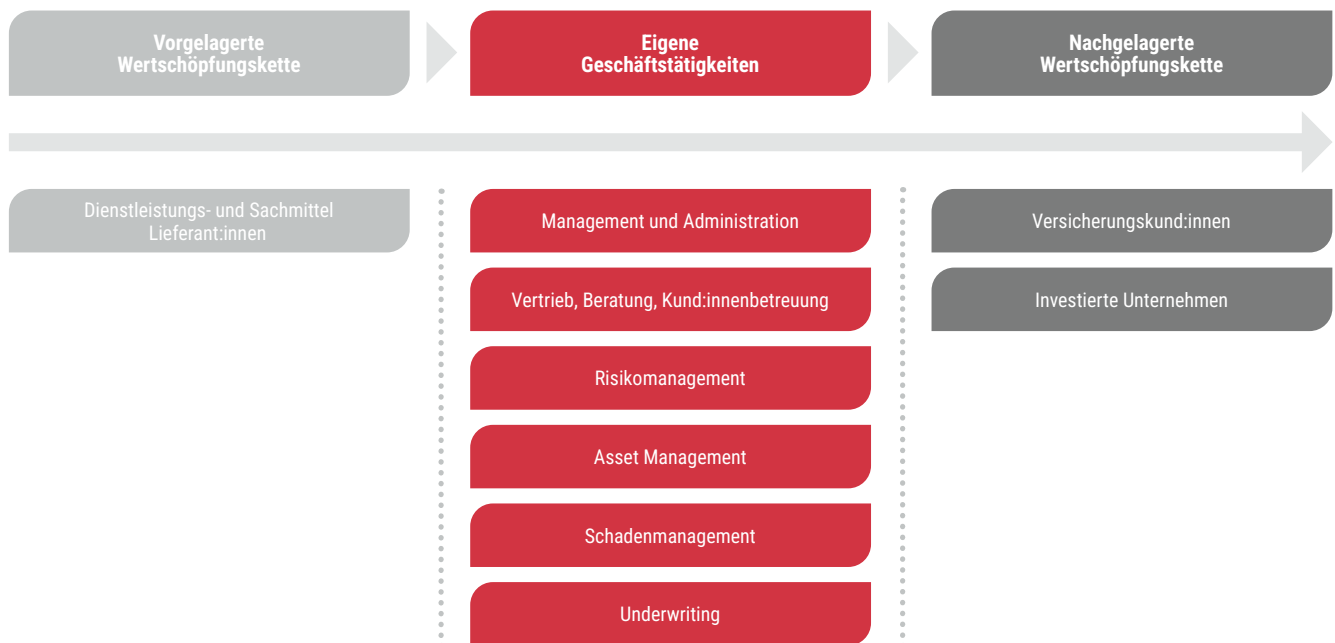 Vorgelagerte
Wertschöpfungskette
Eigene
Geschäftstätigkeiten
Nachgelagerte
Wertschöpfungskette
Dienstleistungs- und Sachmittel
Lieferant:innen
Management und Administration
Vertrieb, Beratung, Kund:innenbetreuung
Risikomanagement
Asset Management
Schadenmanagement
Underwriting
Versicherungskund:innen
Investierte Unternehmen